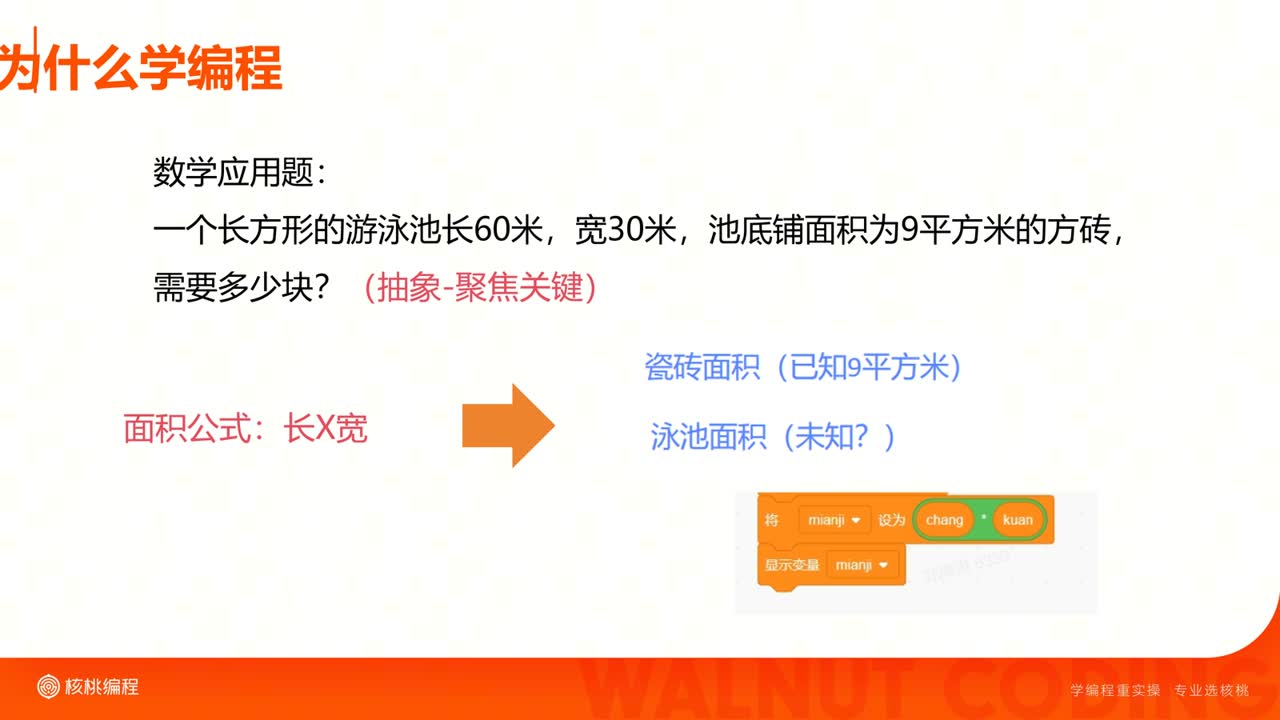 为什么学编程
数学应用题：
一个长方形的游泳池长60米，宽30米，池底铺面积为9平方米的方砖，
需要多少块？（抽象-聚焦关键）
瓷砖面积（已知9平方米）
面积公式：长X宽
泳池面积（未知？）
将 mianji 设为 chang * kuan
显示变量 mianji
WALNUT CODING
核桃编程
学编程重实操 专业选核桃